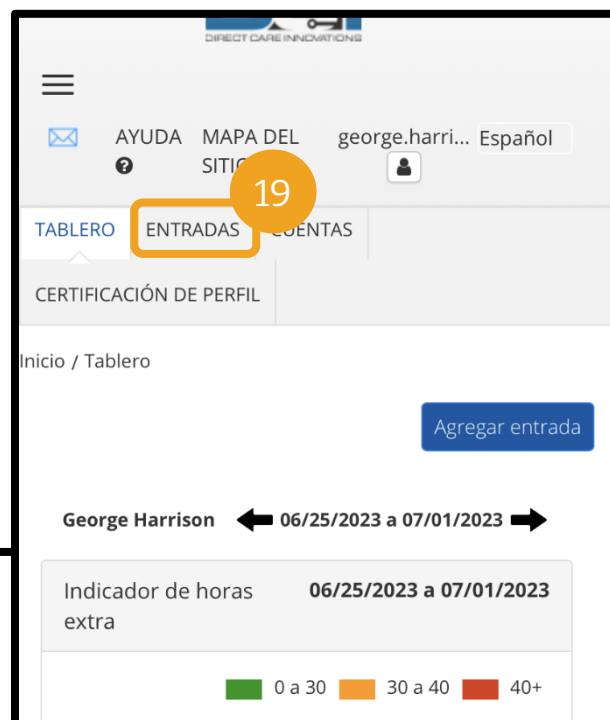 DIRECT CARE INNOVATIONS
AYUDA MAPA DEL george.harri... Español
19
TABLERO ENTRADAS CUENTAS
CERTIFICACIÓN DE PERFIL
Inicio / Tablero
Agregar entrada
George Harrison 06/25/2023 a 07/01/2023
Indicador de horas 06/25/2023 a 07/01/2023
extra
0 a 30 30 a 40 40+